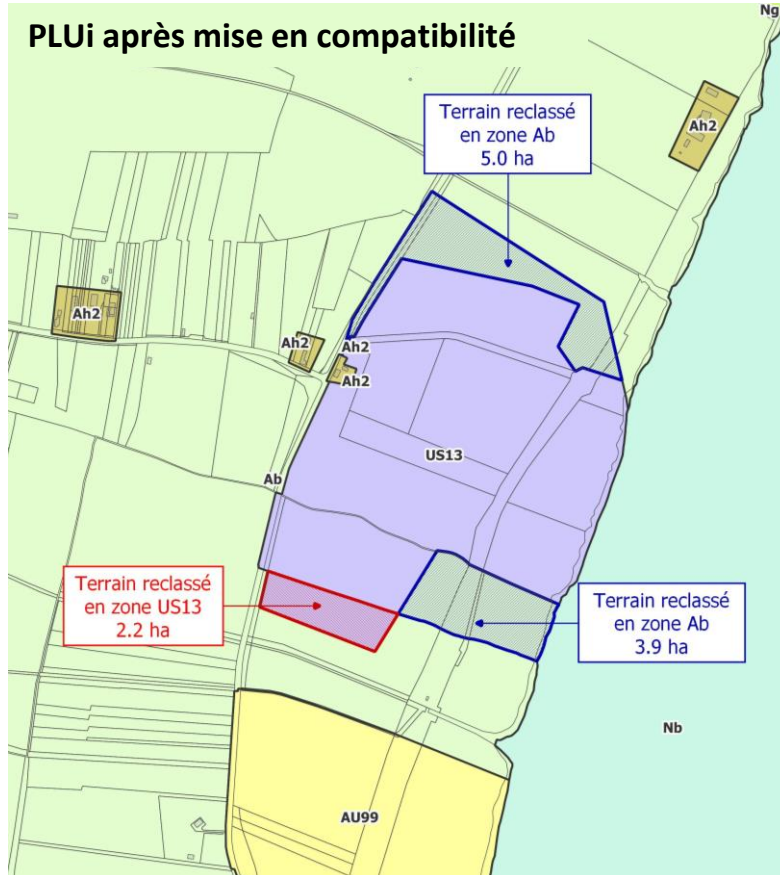 PLUi après mise en compatibilité
Ng
Terrain reclassé
en zone Ab
5.0 ha
Ah2
Ah2
Ah2
Ah2
Ah2
US13
Ab
Terrain reclassé
en zone US13
2.2 ha
Terrain reclassé
en zone Ab
3.9 ha
Nb
AU99